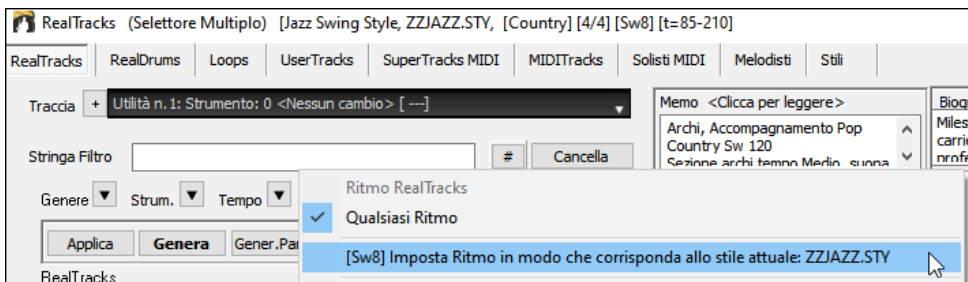 RealTracks (Selettore Multiplo) [Jazz Swing Style, ZZJAZZ.STY, [Country] [4/4] [Sw8] [t=85-210]
RealTracks RealDrums Loops UserTracks SuperTracks MIDI MIDITracks Solisti MIDI Melodisti Stili
Traccia + Utilità n.1: Strumento: 0 <Nessun cambio> [ ---]
Memo <Clicca per leggere>
Archi, Accompagnamento Pop
Country Sw 120
Sezione archi tempo Medio, suona
Stringa Filtro # Cancella
Genere Strum. Tempo
Ritmo RealTracks
Qualsiasi Ritmo
Applica Genera
[Sw8] Imposta Ritmo in modo che corrisponda allo stile attuale: ZZJAZZ.STY
RealTracks